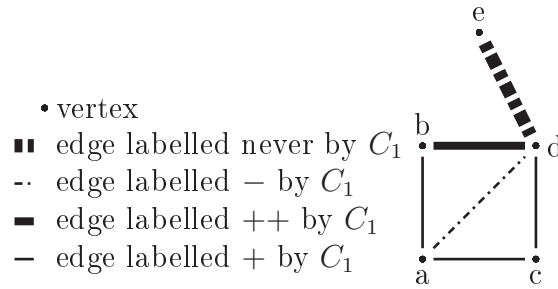 e
vertex
edge labelled never by C₁
edge labelled − by C₁
edge labelled ++ by C₁
edge labelled + by C₁
b
d
a
c